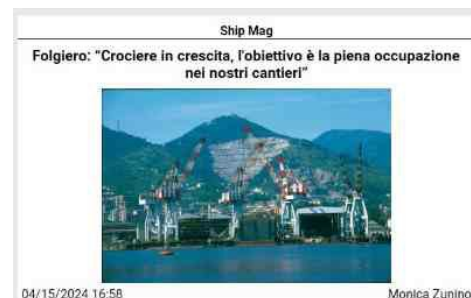 Ship Mag
Folgiero: “Crociere in crescita, l'obiettivo è la piena occupazione
nei nostri cantieri”
04/15/2024 16:58
Monica Zunino